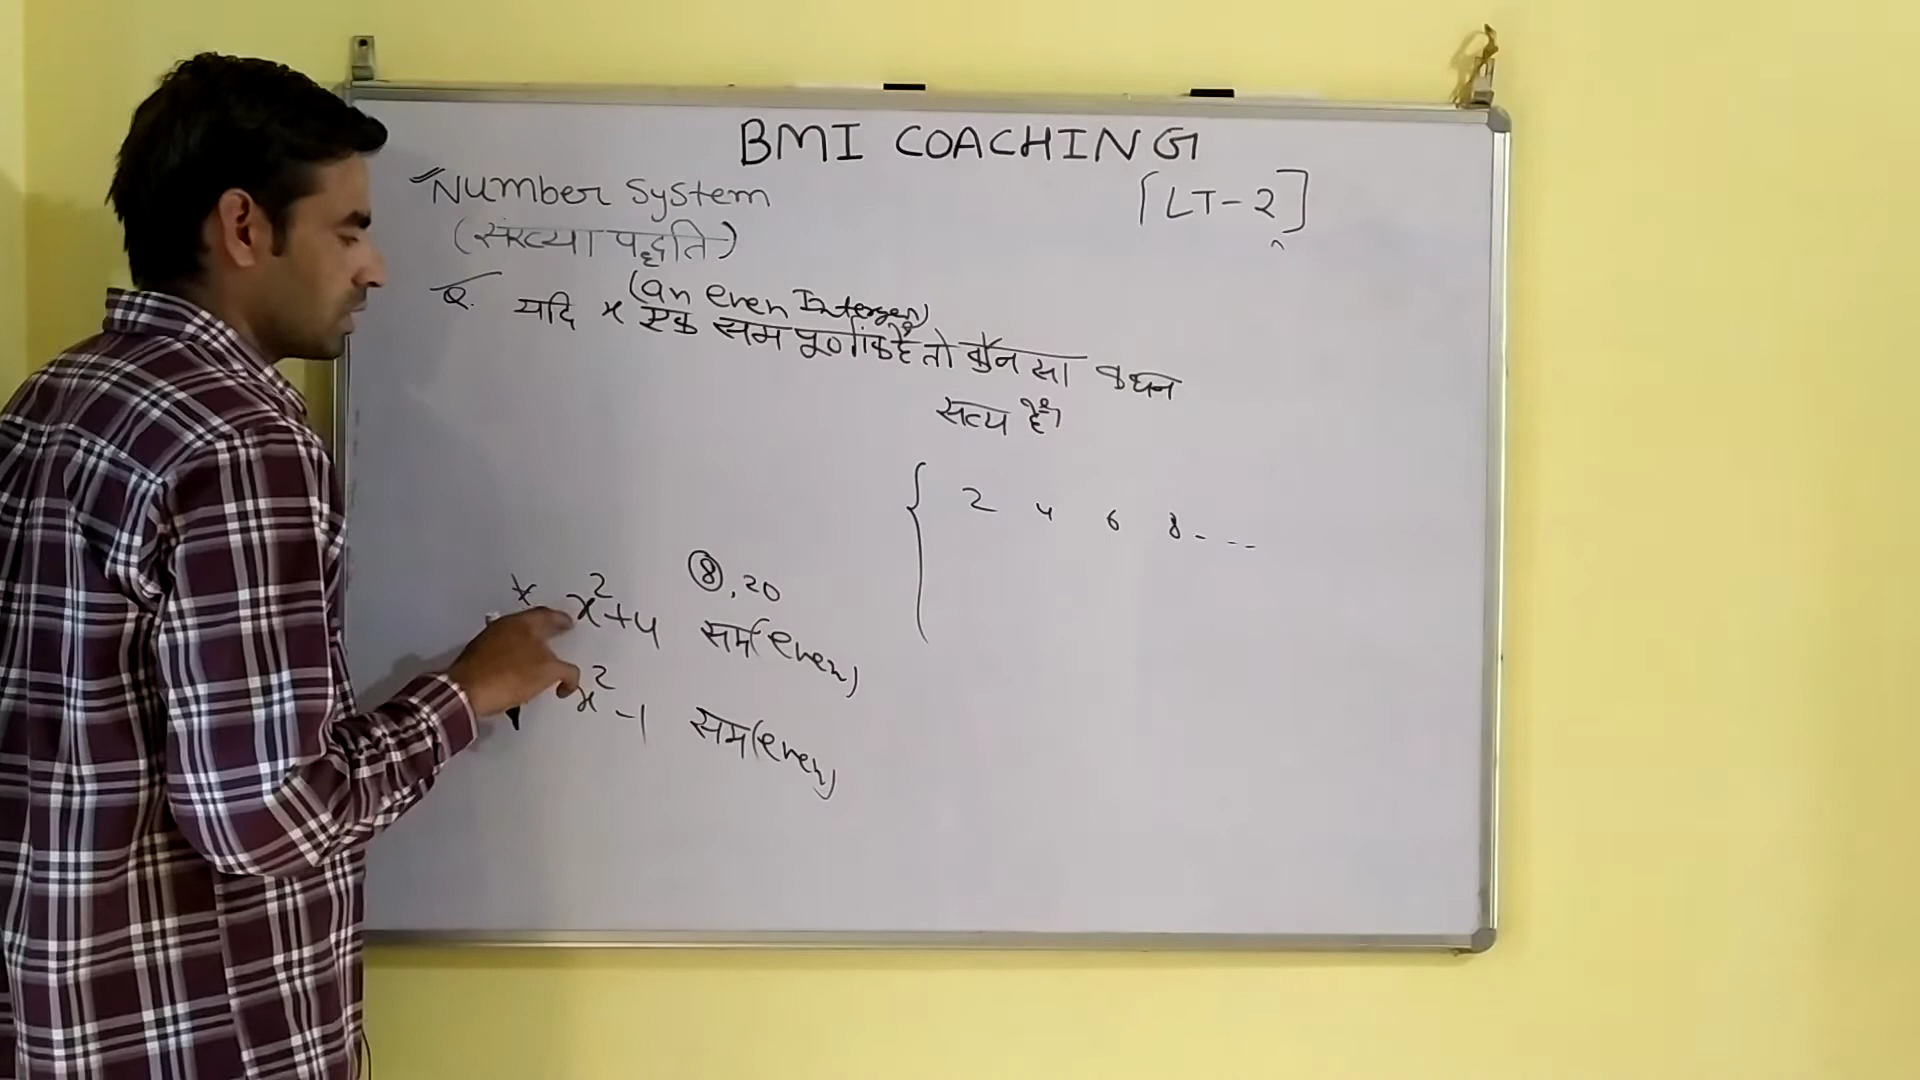 BMI COACHING
Number System [LT-2]
(संख्या पद्धति)
(an even Interger)
Q. यदि x एक सम पूर्णांक है तो कौन सा कथन
सत्य है?
{ 2 4 6 8 - - -
8, 20
* x²+4 सम(even)
x²-1 सम(even)